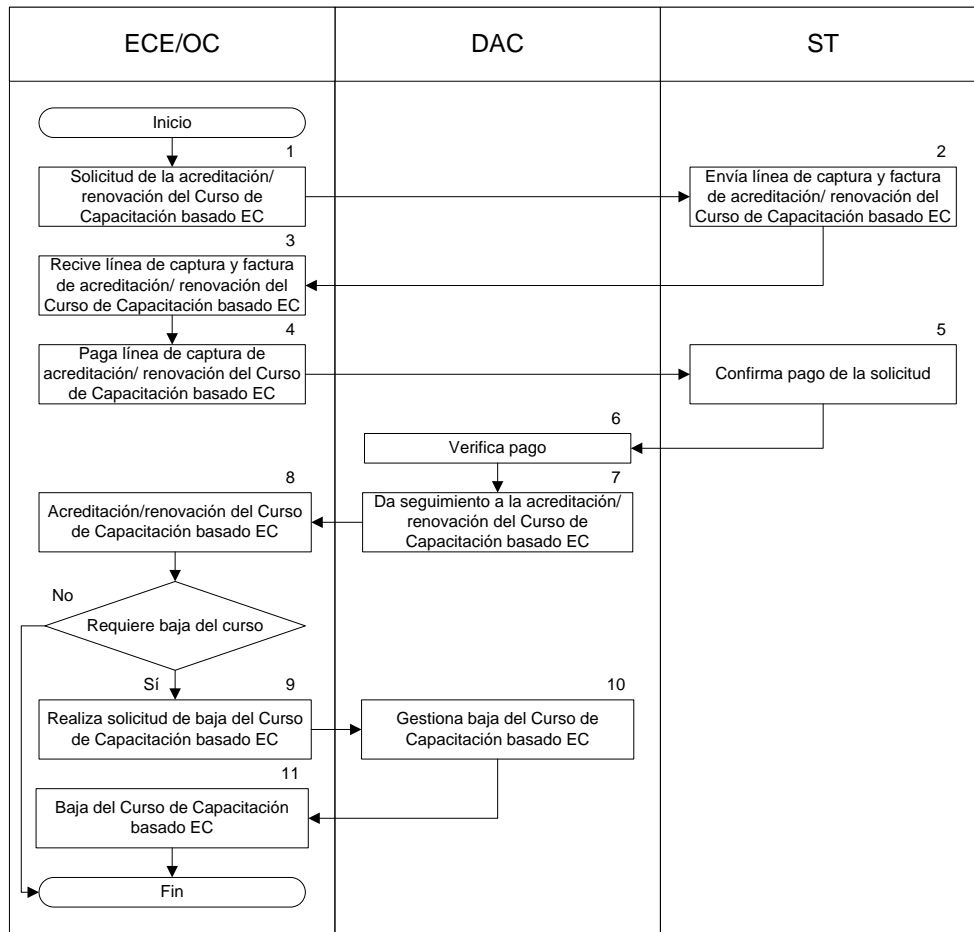 ECE/OC
DAC
ST
Inicio
1
Solicitud de la acreditación/
renovación del Curso de
Capacitación basado EC
2
Envía línea de captura y factura
de acreditación/ renovación del
Curso de Capacitación basado EC
3
Recive línea de captura y factura
de acreditación/ renovación del
Curso de Capacitación basado EC
4
Paga línea de captura de
acreditación/ renovación del Curso
de Capacitación basado EC
5
Confirma pago de la solicitud
6
Verifica pago
7
Da seguimiento a la acreditación/
renovación del Curso de
Capacitación basado EC
8
Acreditación/renovación del Curso
de Capacitación basado EC
No
Requiere baja del curso
Sí
9
Realiza solicitud de baja del Curso
de Capacitación basado EC
10
Gestiona baja del Curso de
Capacitación basado EC
11
Baja del Curso de Capacitación
basado EC
Fin